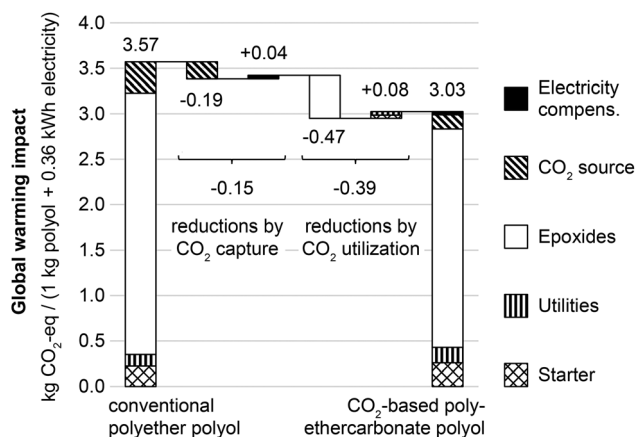 Global warming impact
kg CO₂-eq / (1 kg polyol + 0.36 kWh electricity)
4.0
3.5
3.0
2.5
2.0
1.5
1.0
0.5
0.0
3.57
-0.19
+0.04
-0.47
+0.08
3.03
-0.15
-0.39
reductions by
CO₂ capture
reductions by
CO₂ utilization
conventional
polyether polyol
CO₂-based poly-
ethercarbonate polyol
Electricity
compens.
CO₂ source
Epoxides
Utilities
Starter